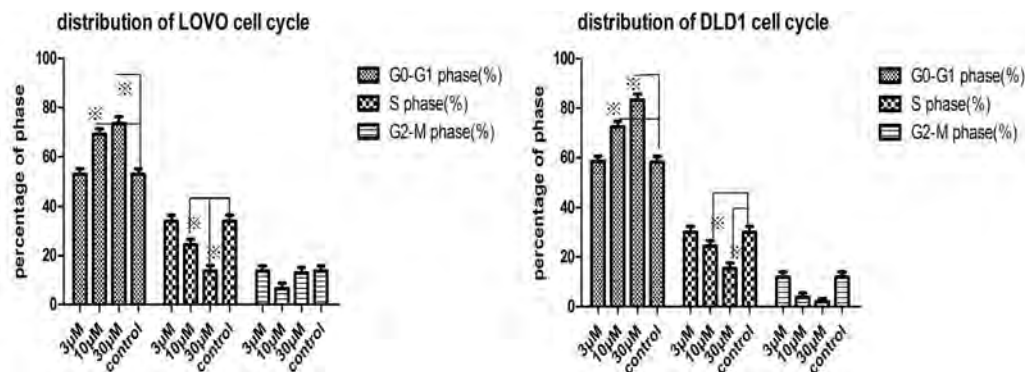 distribution of LOVO cell cycle
percentage of phase
100
80
60
40
20
0
※
※
※
※
3μM
10μM
30μM
control
3μM
10μM
30μM
control
3μM
10μM
30μM
control
G0-G1 phase(%)
S phase(%)
G2-M phase(%)
distribution of DLD1 cell cycle
percentage of phase
100
80
60
40
20
0
※
※
※
※
3μM
10μM
30μM
control
3μM
10μM
30μM
control
3μM
10μM
30μM
control
G0-G1 phase(%)
S phase(%)
G2-M phase(%)